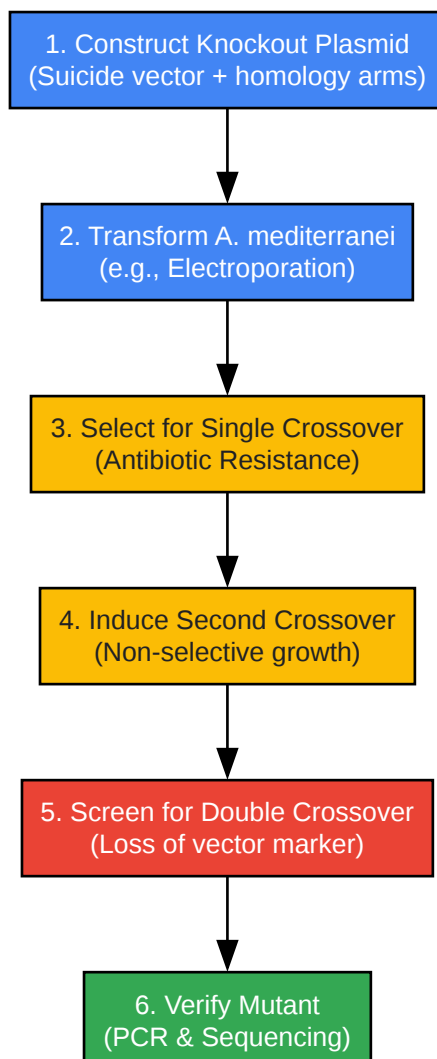 1. Construct Knockout Plasmid
(Suicide vector + homology arms)
2. Transform A. mediterranei
(e.g., Electroporation)
3. Select for Single Crossover
(Antibiotic Resistance)
4. Induce Second Crossover
(Non-selective growth)
5. Screen for Double Crossover
(Loss of vector marker)
6. Verify Mutant
(PCR & Sequencing)